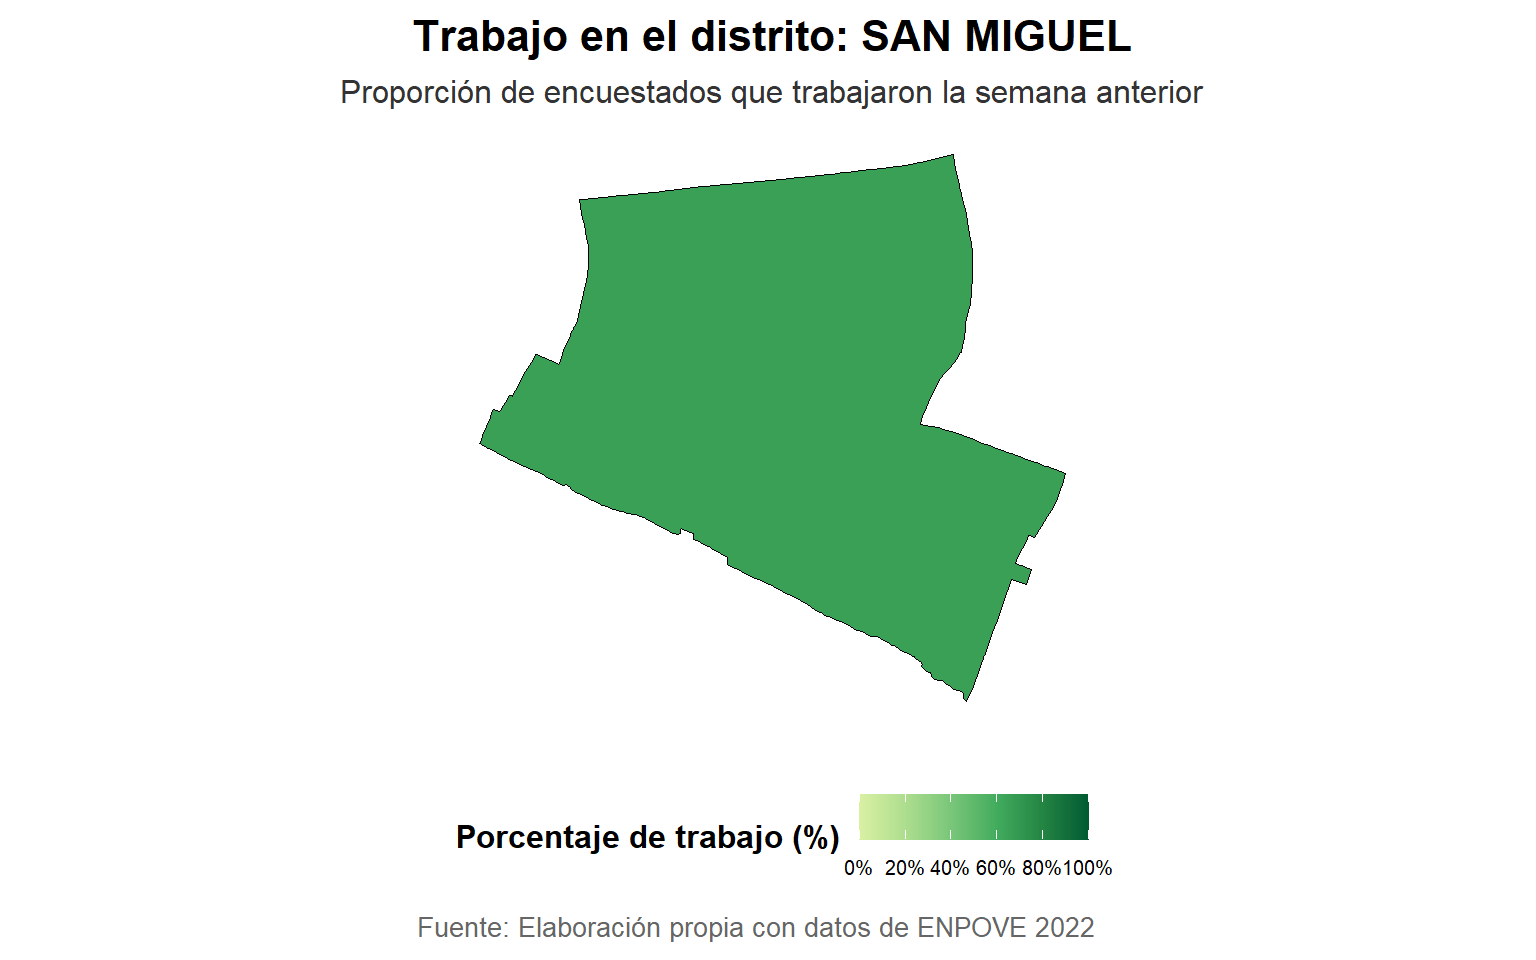 Trabajo en el distrito: SAN MIGUEL
Proporción de encuestados que trabajaron la semana anterior
Porcentaje de trabajo (%)
0% 20% 40% 60% 80% 100%
Fuente: Elaboración propia con datos de ENPOVE 2022